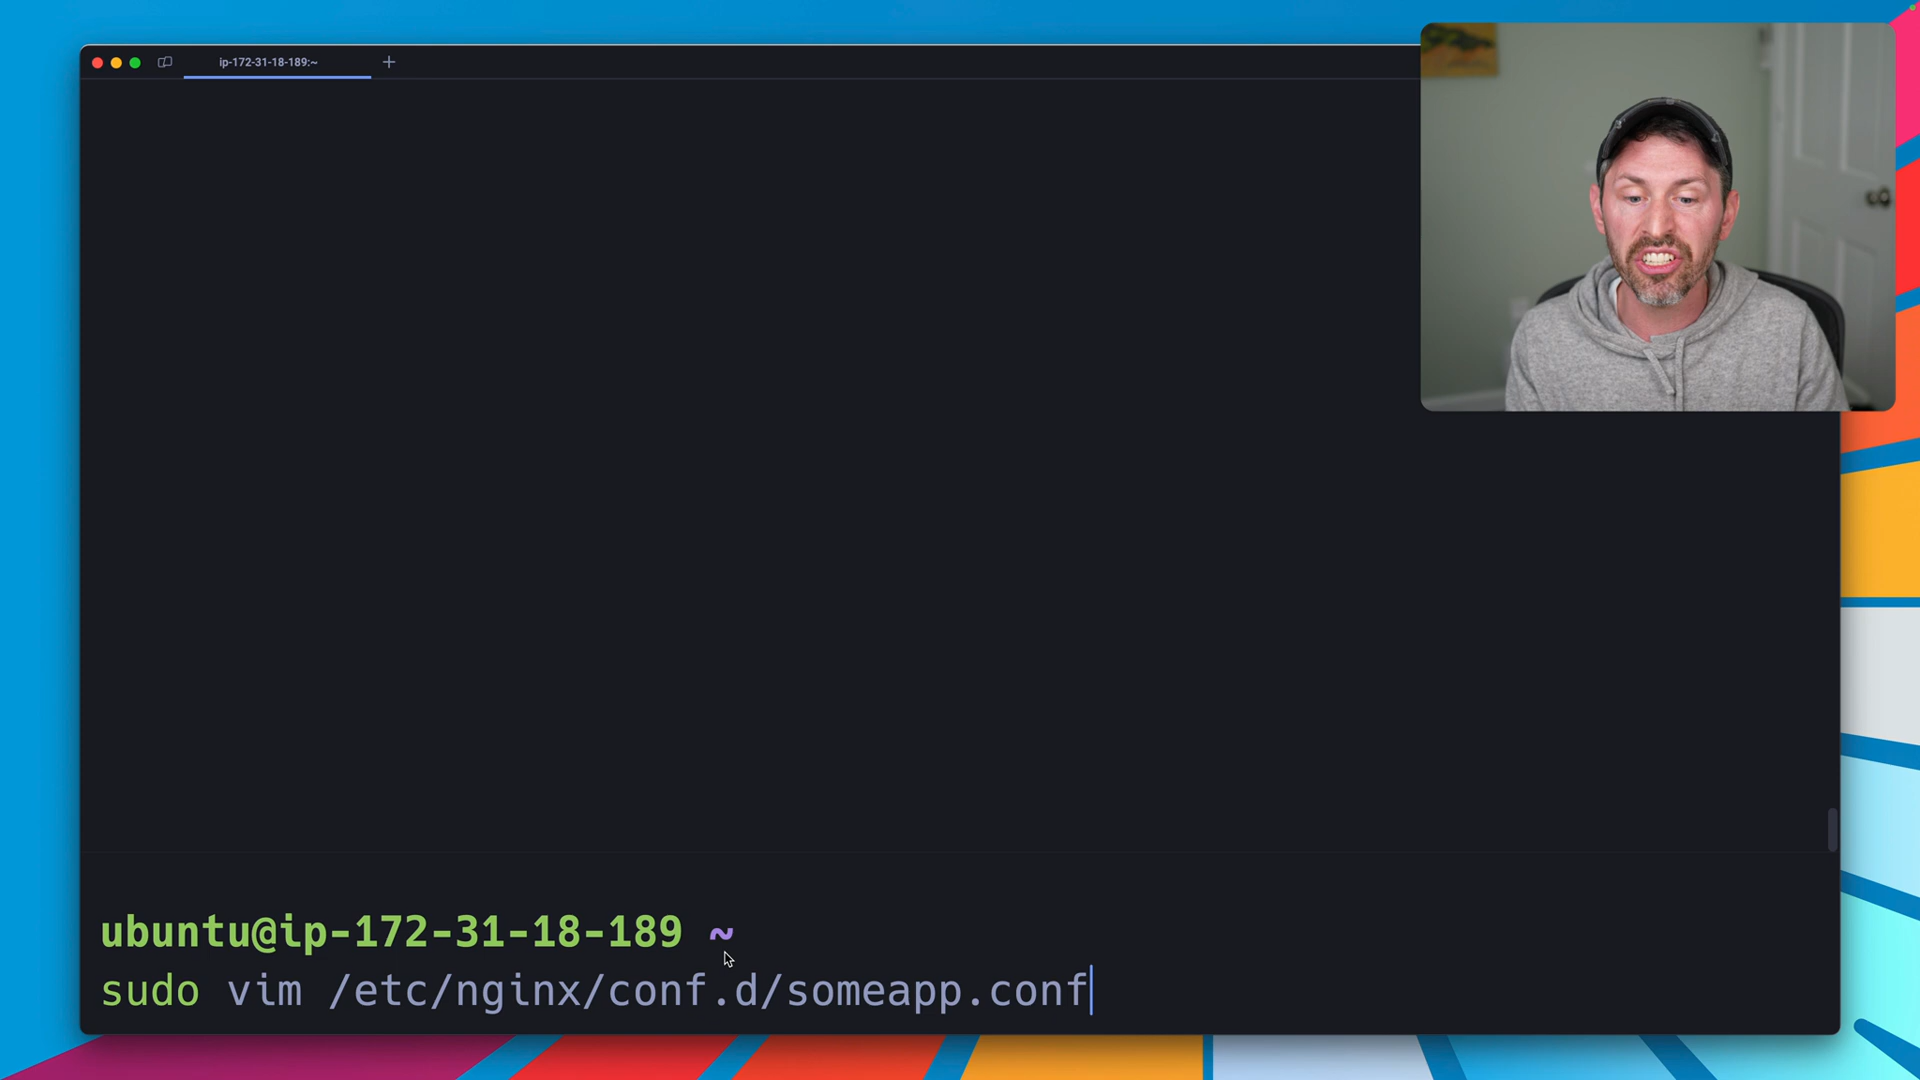 ip-172-31-18-189:~
ubuntu@ip-172-31-18-189 ~
sudo vim /etc/nginx/conf.d/someapp.conf